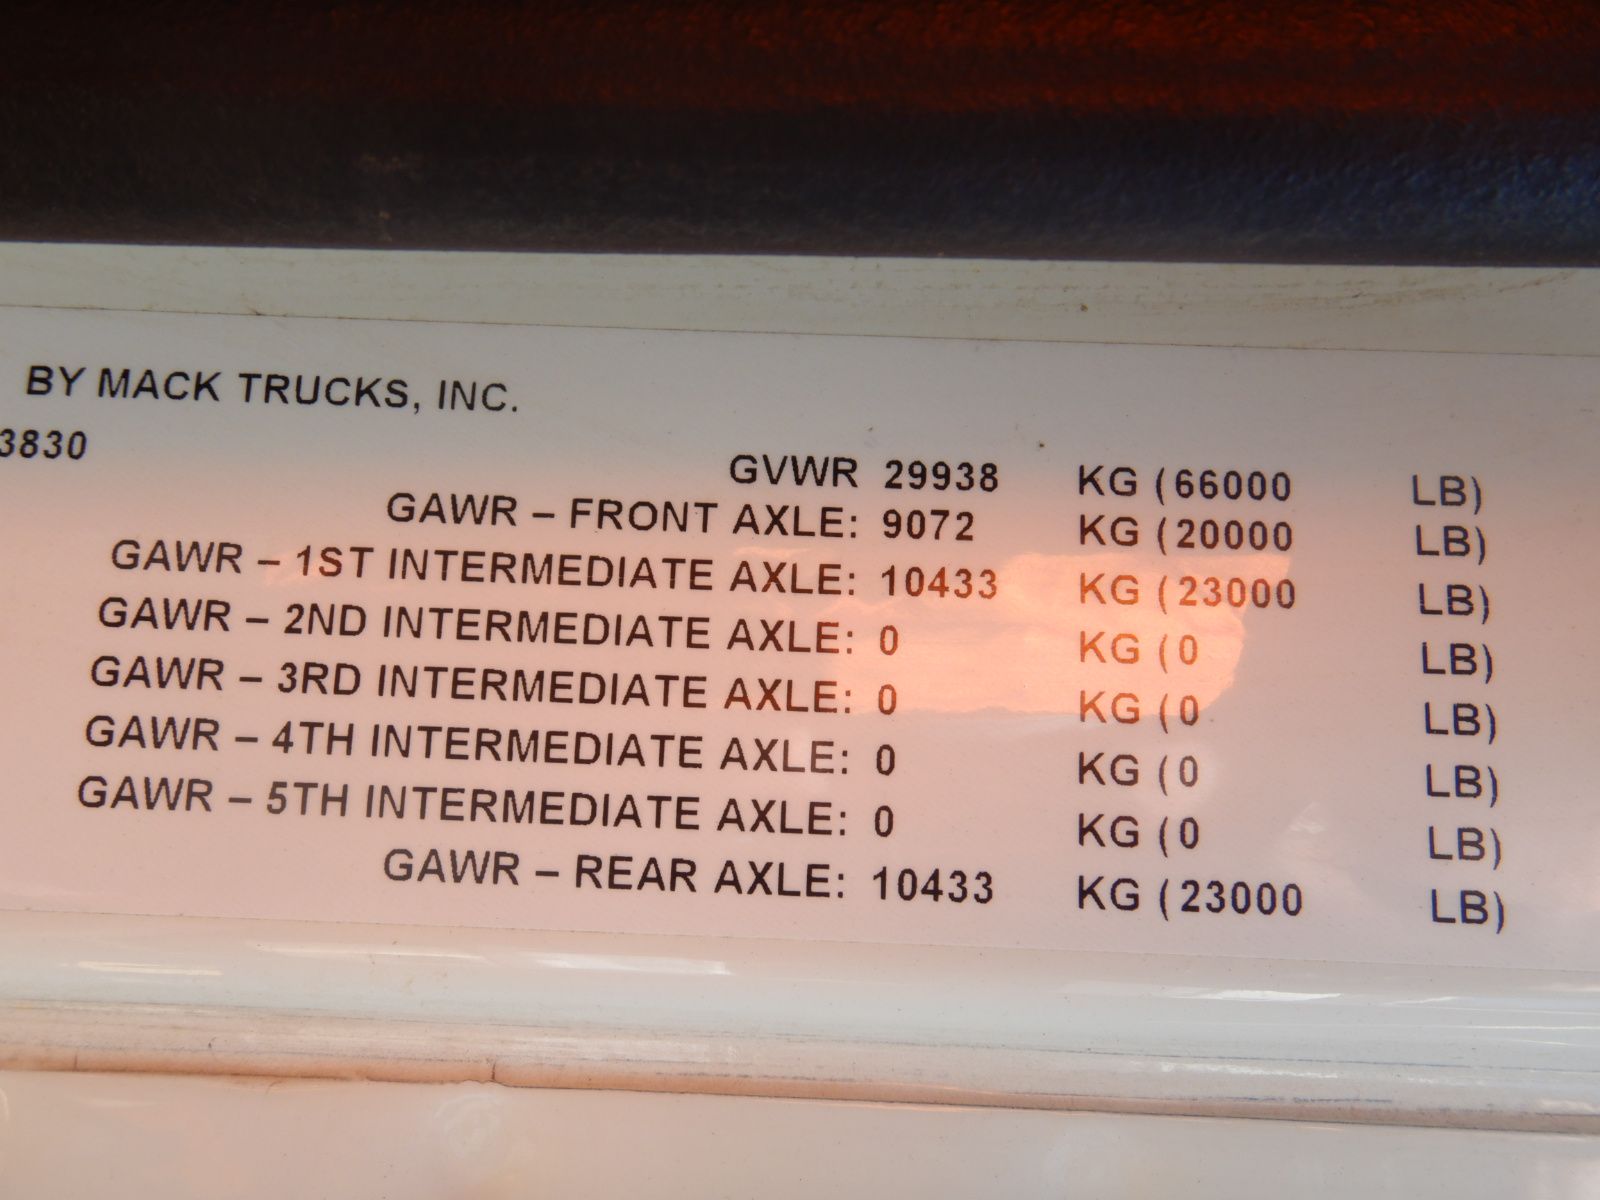 BY MACK TRUCKS, INC.
3830
GVWR 29938 KG (66000 LB)
GAWR – FRONT AXLE: 9072 KG (20000 LB)
GAWR – 1ST INTERMEDIATE AXLE: 10433 KG (23000 LB)
GAWR – 2ND INTERMEDIATE AXLE: 0 KG (0 LB)
GAWR – 3RD INTERMEDIATE AXLE: 0 KG (0 LB)
GAWR – 4TH INTERMEDIATE AXLE: 0 KG (0 LB)
GAWR – 5TH INTERMEDIATE AXLE: 0 KG (0 LB)
GAWR – REAR AXLE: 10433 KG (23000 LB)